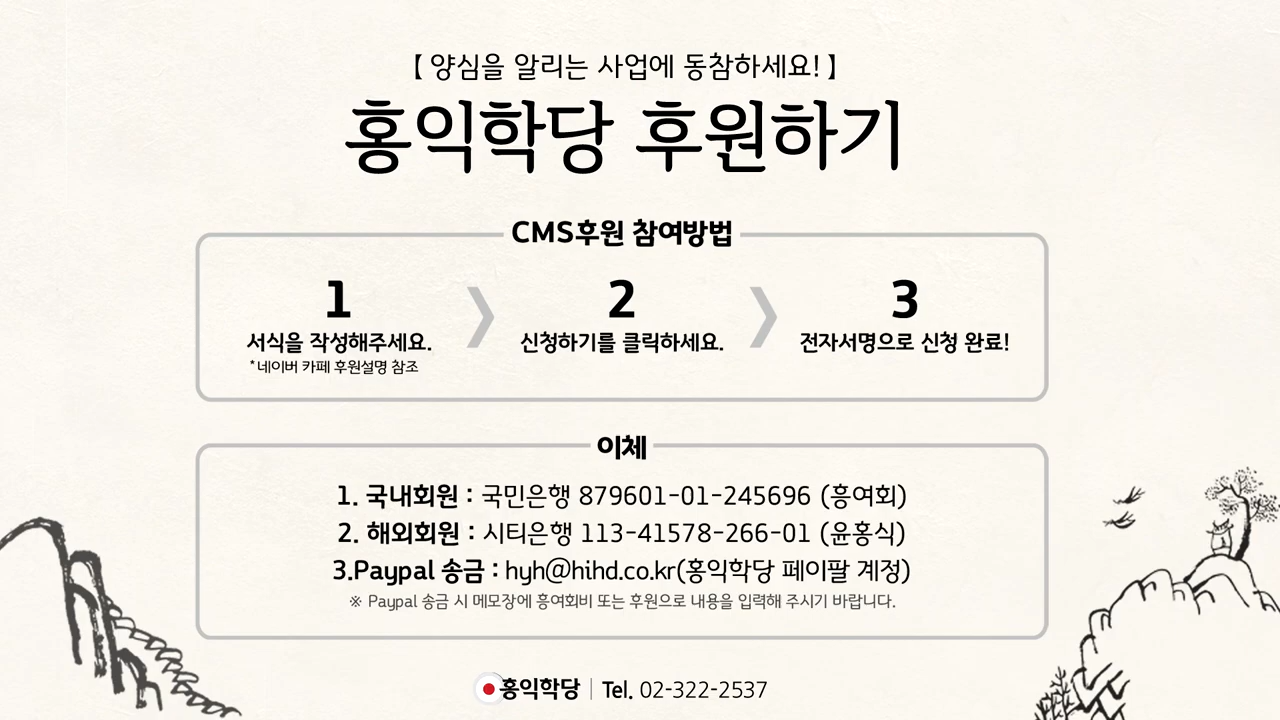 【 양심을 알리는 사업에 동참하세요! 】
홍익학당 후원하기
CMS후원 참여방법
1
서식을 작성해주세요.
*네이버 카페 후원설명 참조
2
신청하기를 클릭하세요.
3
전자서명으로 신청 완료!
이체
1. 국내회원 : 국민은행 879601-01-245696 (흥여회)
2. 해외회원 : 시티은행 113-41578-266-01 (윤홍식)
3.Paypal 송금 : hyh@hihd.co.kr(홍익학당 페이팔 계정)
※ Paypal 송금 시 메모장에 흥여회비 또는 후원으로 내용을 입력해 주시기 바랍니다.
홍익학당 | Tel. 02-322-2537